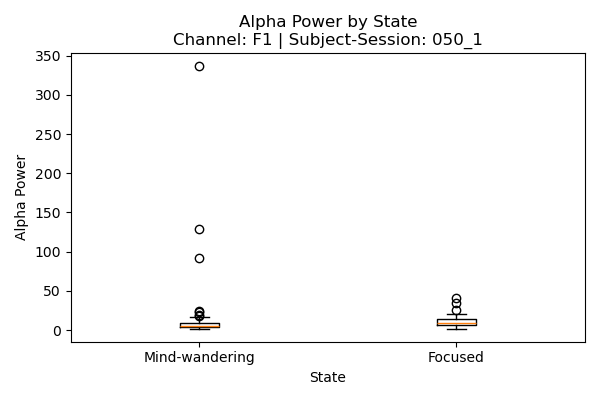 Alpha Power by State
Channel: F1 | Subject-Session: 050_1
350
300
250
200
150
100
50
0
Alpha Power
Mind-wandering
Focused
State